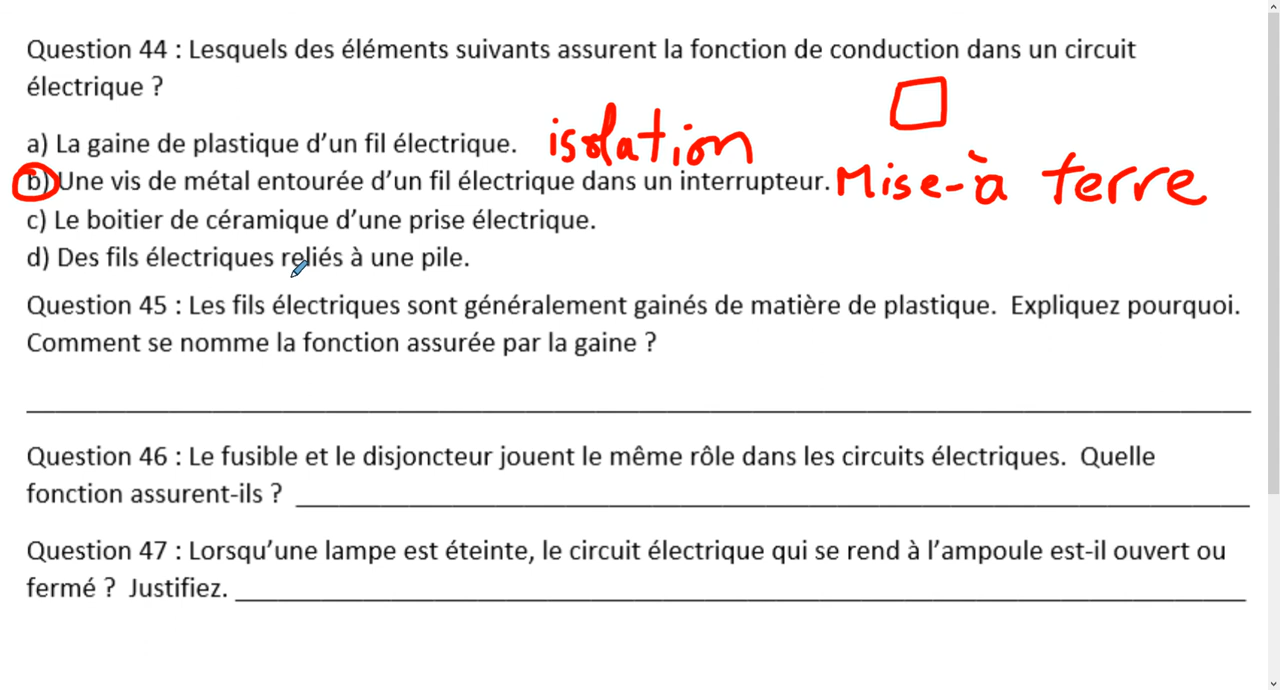 Question 44 : Lesquels des éléments suivants assurent la fonction de conduction dans un circuit
électrique ?
a) La gaine de plastique d’un fil électrique. isolation
b) Une vis de métal entourée d’un fil électrique dans un interrupteur. Mise-à terre
c) Le boitier de céramique d’une prise électrique.
d) Des fils électriques reliés à une pile.
Question 45 : Les fils électriques sont généralement gainés de matière de plastique. Expliquez pourquoi.
Comment se nomme la fonction assurée par la gaine ?
Question 46 : Le fusible et le disjoncteur jouent le même rôle dans les circuits électriques. Quelle
fonction assurent-ils ?
Question 47 : Lorsqu’une lampe est éteinte, le circuit électrique qui se rend à l’ampoule est-il ouvert ou
fermé ? Justifiez.